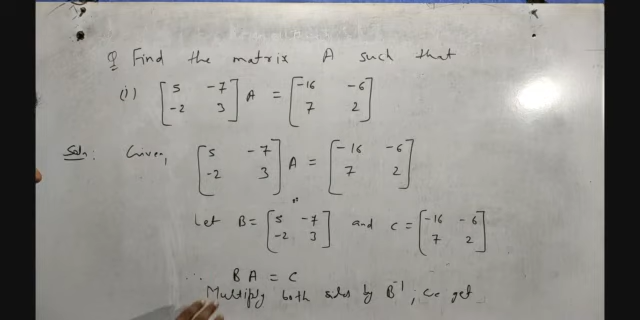 Q Find the matrix A such that
(i) [5 -7 -2 3] A = [-16 -6 7 2]
Soln: Given, [5 -7 -2 3] A = [-16 -6 7 2]
Let B = [5 -7 -2 3] and C = [-16 -6 7 2]
∴ BA = C
Multiply both sides by B⁻¹, we get